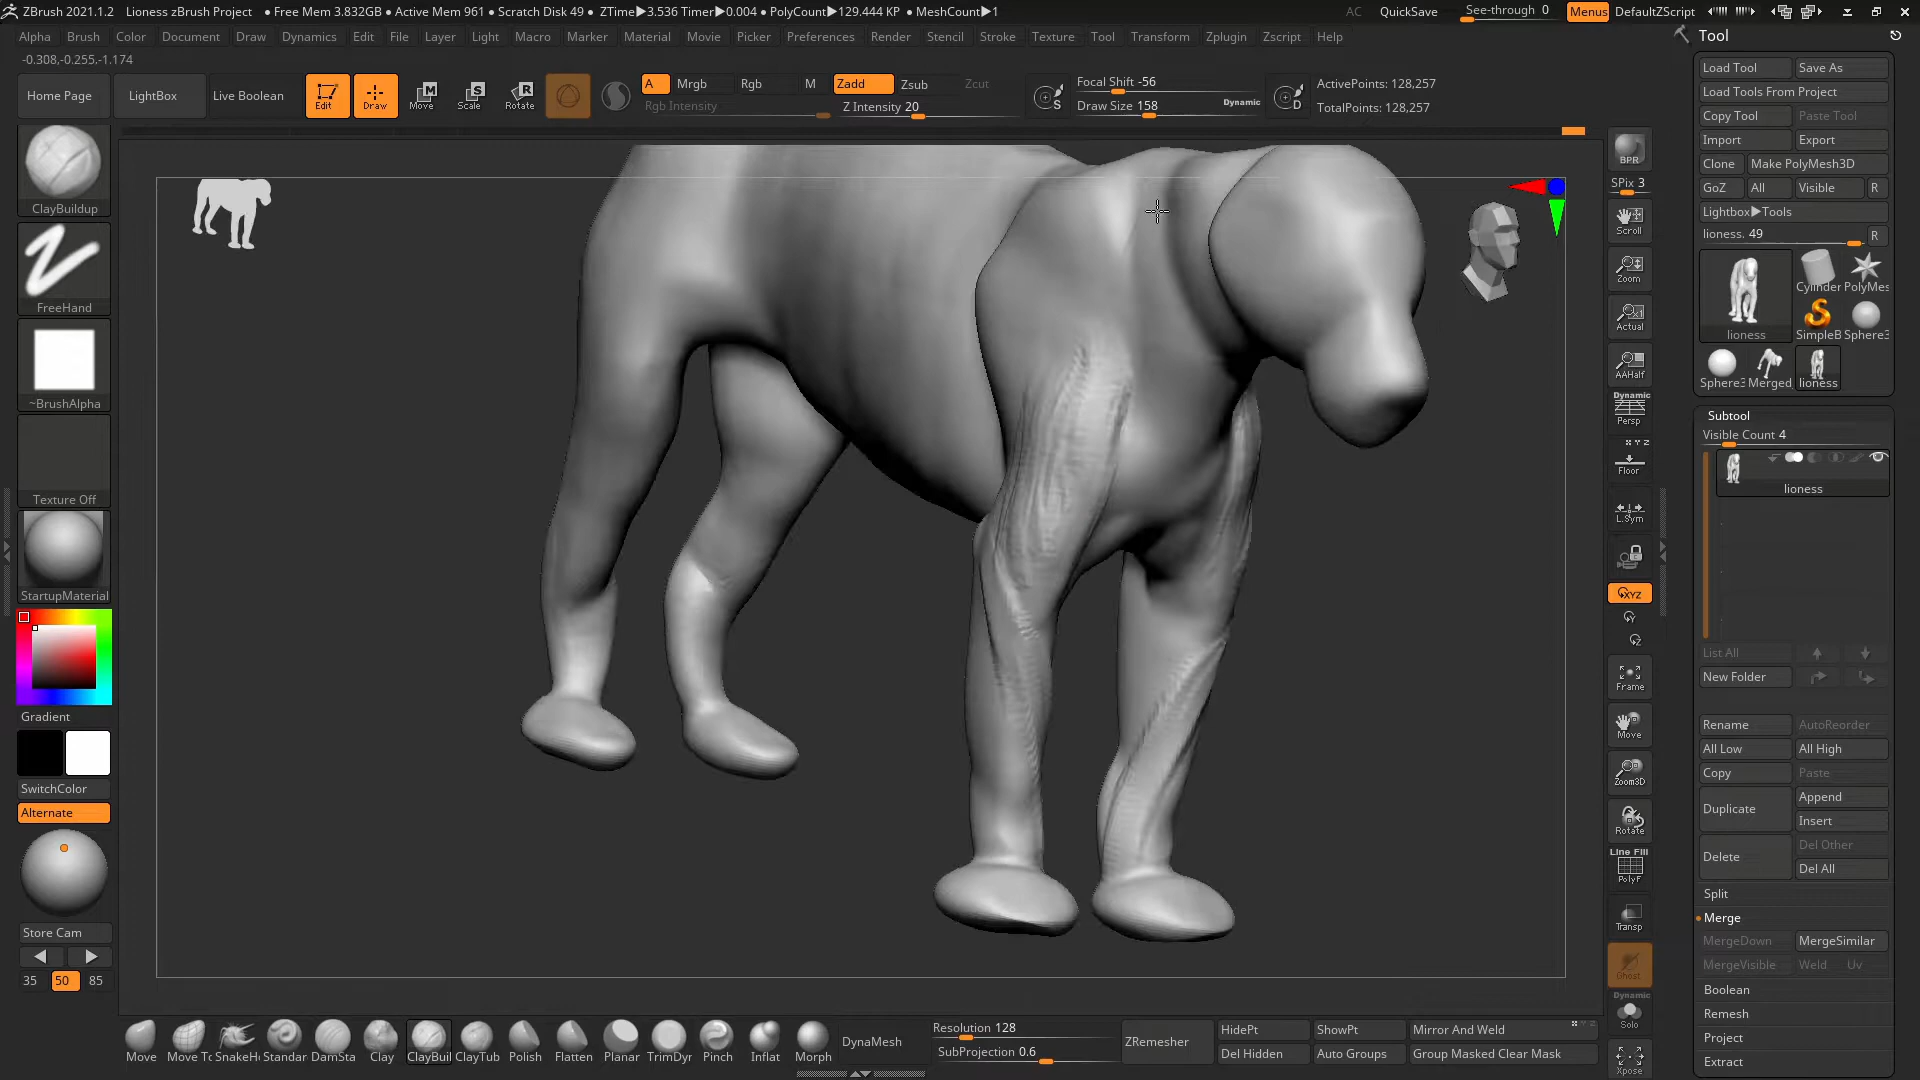 ZBrush 2021.1.2 Lioness zBrush Project ● Free Mem 3.832GB ● Active Mem 961 ● Scratch Disk 49 ● ZTime▶3.536 Timer▶0.004 ● PolyCount▶129.444 KP ● MeshCount▶1 AC QuickSave See-through 0 Menus DefaultZScript
Alpha Brush Color Document Draw Dynamics Edit File Layer Light Macro Marker Material Movie Picker Preferences Render Stencil Stroke Texture Tool Transform Zplugin Zscript Help
-0.308,-0.255,-1.174
Home Page LightBox Live Boolean Edit Draw Move Scale Rotate
A Mrgb Rgb M Zadd Zsub Zcut
Rgb Intensity Z Intensity 20
Focal Shift -56
Draw Size 158 Dynamic
S D
ActivePoints: 128,257
TotalPoints: 128,257
ClayBuildup
FreeHand
~BrushAlpha
Texture Off
StartupMaterial
Gradient
SwitchColor
Alternate
Store Cam
35 50 85
BPR
SPix 3
Scroll
Zoom
Actual
AAHalf
Dynamic
Persp
X Y Z
Floor
L.Sym
XYZ
Y
Z
Frame
Move
Zoom3D
Rotate
Line Fill
PolyF
Transp
Ghost
Dynamic
Solo
Xpose
Tool
Load Tool Save As
Load Tools From Project
Copy Tool Paste Tool
Import Export
Clone Make PolyMesh3D
GoZ All Visible R
Lightbox▶Tools
lioness. 49 R
lioness Cylinder PolyMes
SimpleB Sphere3
Sphere3 Merged lioness
Subtool
Visible Count 4
lioness
List All
New Folder
Rename AutoReorder
All Low All High
Copy Paste
Duplicate Append
Insert
Delete Del Other
Del All
Split
Merge
MergeDown MergeSimilar
MergeVisible Weld Uv
Boolean
Remesh
Project
Extract
Move Move To SnakeH Standar DamSta Clay ClayBuil ClayTub Polish Flatten Planar TrimDyr Pinch Inflat Morph
DynaMesh
Resolution 128
SubProjection 0.6
ZRemesher
HidePt ShowPt Mirror And Weld
Del Hidden Auto Groups Group Masked Clear Mask